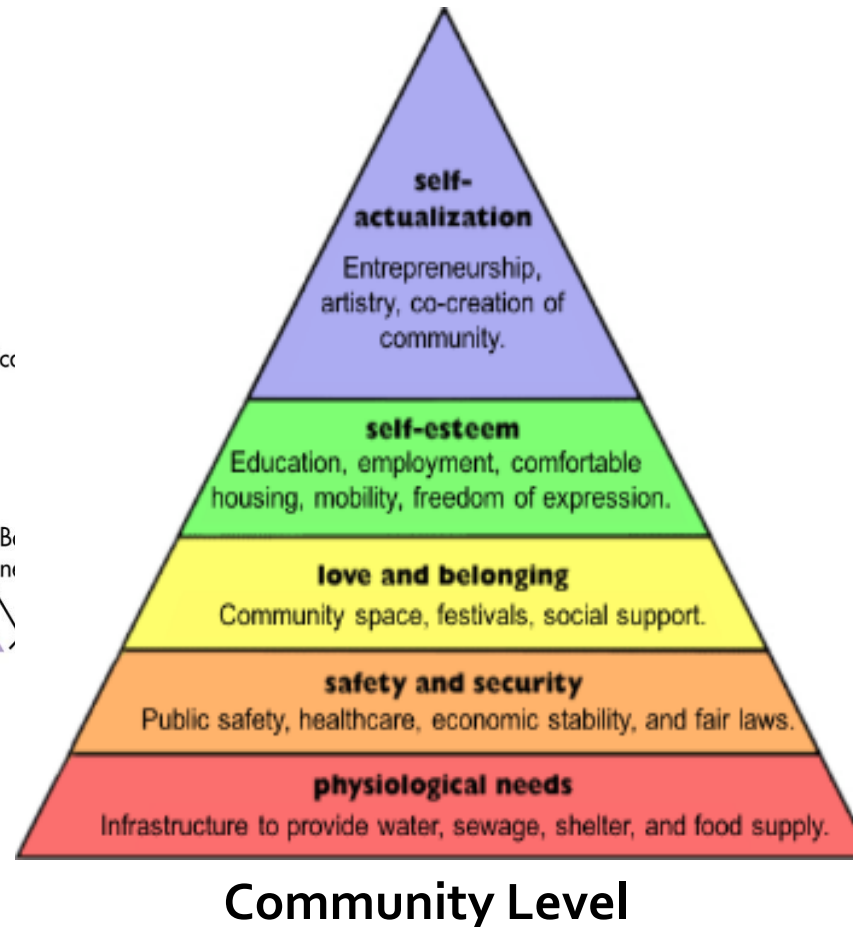 self-
actualization
Entrepreneurship,
artistry, co-creation of
community.
self-esteem
Education, employment, comfortable
housing, mobility, freedom of expression.
love and belonging
Community space, festivals, social support.
safety and security
Public safety, healthcare, economic stability, and fair laws.
physiological needs
Infrastructure to provide water, sewage, shelter, and food supply.
Community Level